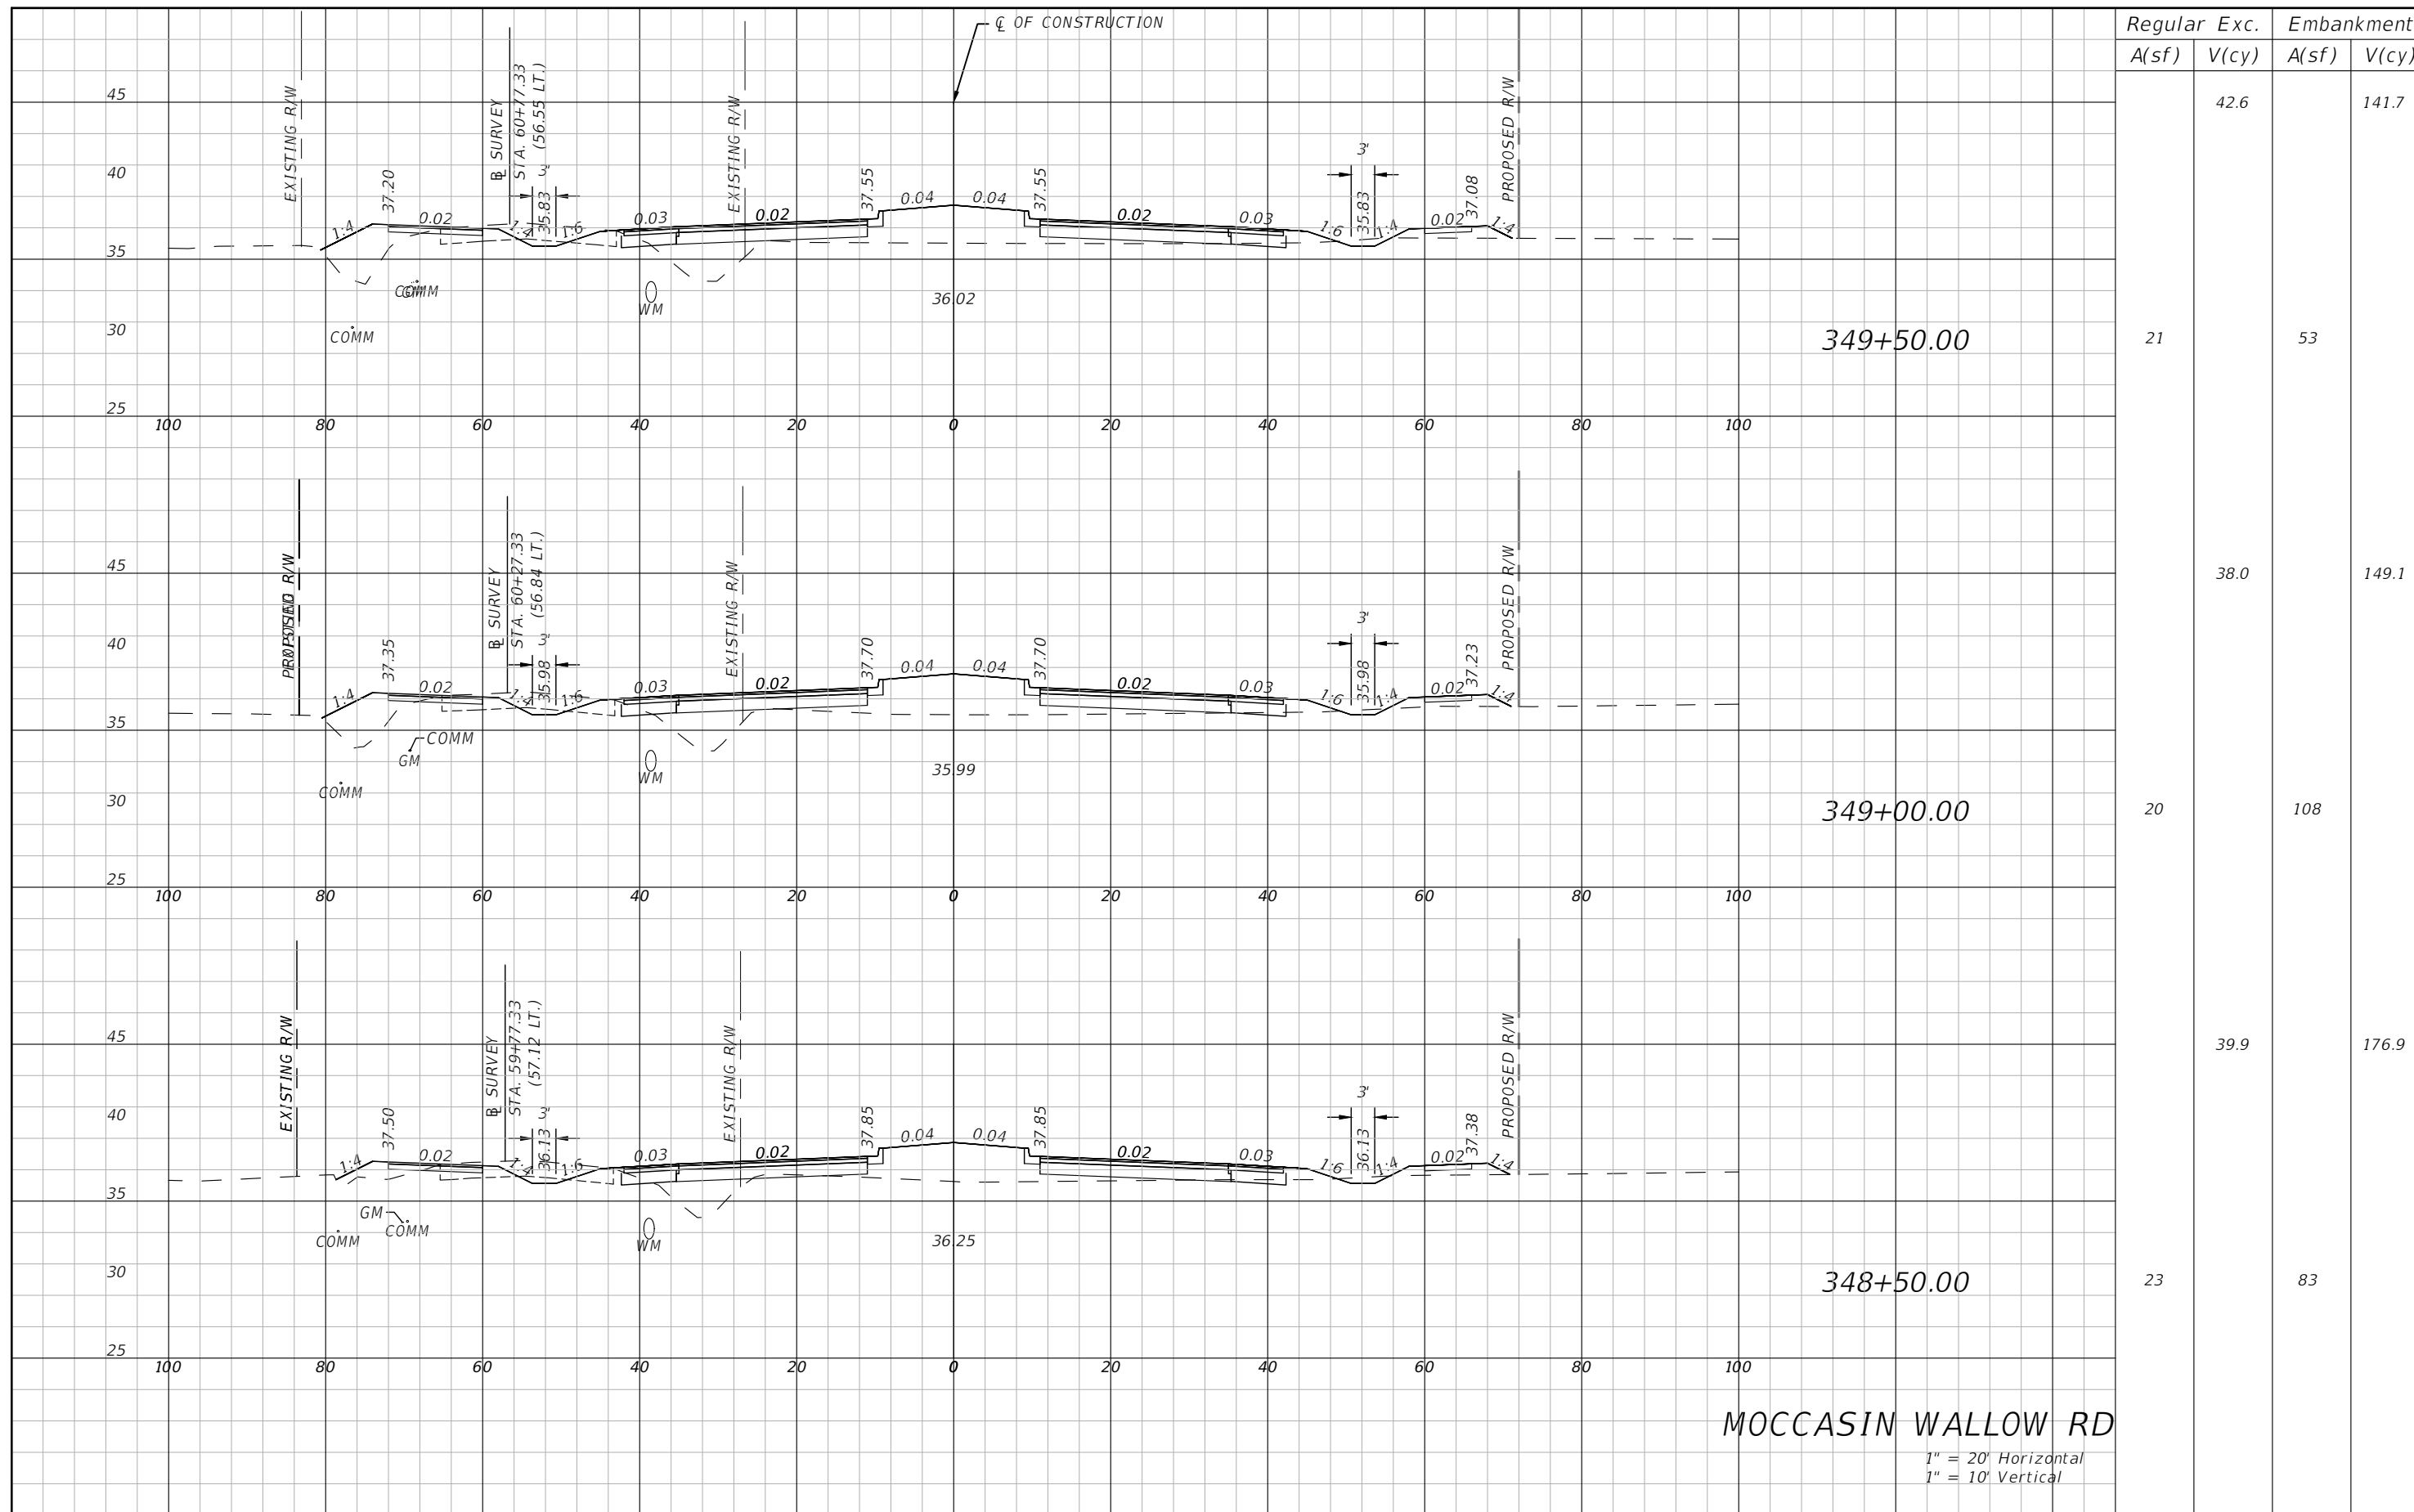 ℄ OF CONSTRUCTION
Regular Exc. Embankment
A(sf) V(cy) A(sf) V(cy)
42.6 141.7
45
40
35
30
25
EXISTING R/W
37.20
1:4
0.02
℄ SURVEY
STA. 60+77.33
(56.55 LT.)
3'
35.83
1:4
1:6
0.03
EXISTING R/W
0.02
37.55
0.04
0.04
37.55
0.02
0.03
1:6
3'
35.83
1:4
0.02
37.08
1:4
PROPOSED R/W
COMM
GM
COMM
WM
36.02
349+50.00
21 53
100 80 60 40 20 0 20 40 60 80 100
38.0 149.1
45
40
35
30
25
PROPOSED R/W
37.35
1:4
0.02
℄ SURVEY
STA. 60+27.33
(56.84 LT.)
3'
35.98
1:4
1:6
0.03
EXISTING R/W
0.02
37.70
0.04
0.04
37.70
0.02
0.03
1:6
3'
35.98
1:4
0.02
37.23
1:4
PROPOSED R/W
COMM
GM
COMM
WM
35.99
349+00.00
20 108
100 80 60 40 20 0 20 40 60 80 100
39.9 176.9
45
40
35
30
25
EXISTING R/W
37.50
1:4
0.02
℄ SURVEY
STA. 59+77.33
(57.12 LT.)
3'
36.13
1:4
1:6
0.03
EXISTING R/W
0.02
37.85
0.04
0.04
37.85
0.02
0.03
1:6
3'
36.13
1:4
0.02
37.38
1:4
PROPOSED R/W
GM
COMM
COMM
WM
36.25
348+50.00
23 83
100 80 60 40 20 0 20 40 60 80 100
MOCCASIN WALLOW RD
1" = 20' Horizontal
1" = 10' Vertical